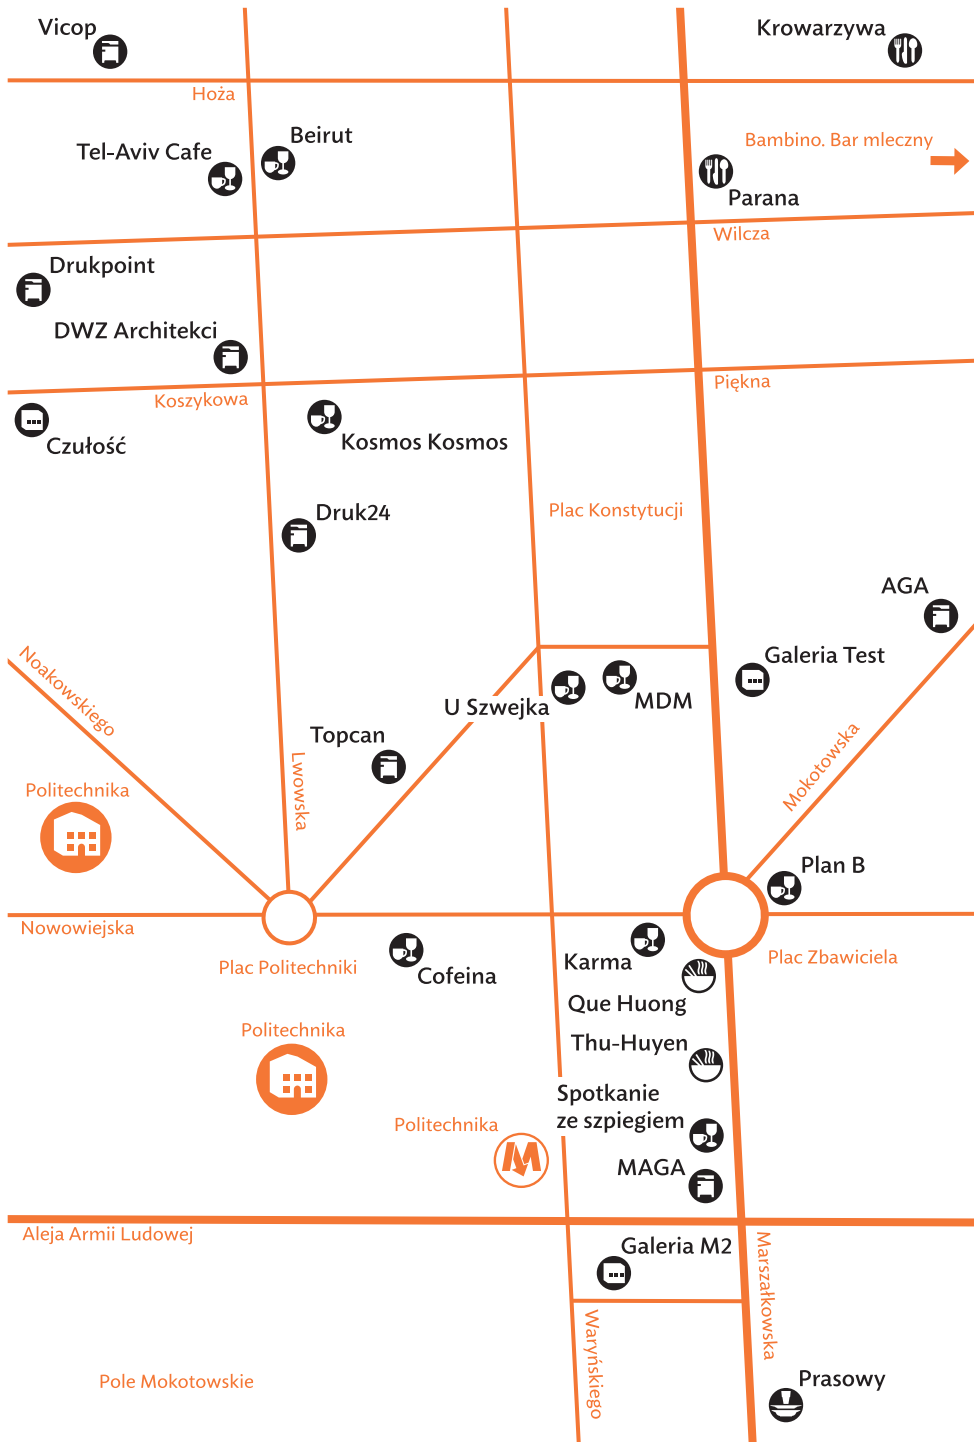 Vicop
Krowarzywa
Hoża
Beirut
Tel-Aviv Cafe
Bambino. Bar mleczny
Parana
Wilcza
Drukpoint
DWZ Architekci
Piękna
Koszykowa
Czułość
Kosmos Kosmos
Druk24
Plac Konstytucji
AGA
Noakowskiego
Galeria Test
U Szwejka
MDM
Topcan
Lwowska
Mokotowska
Politechnika
Plan B
Nowowiejska
Plac Politechniki
Cofeina
Karma
Plac Zbawiciela
Que Huong
Politechnika
Thu-Huyen
Spotkanie
ze szpiegiem
Politechnika
M
MAGA
Aleja Armii Ludowej
Galeria M2
Marszałkowska
Waryńskiego
Pole Mokotowskie
Prasowy